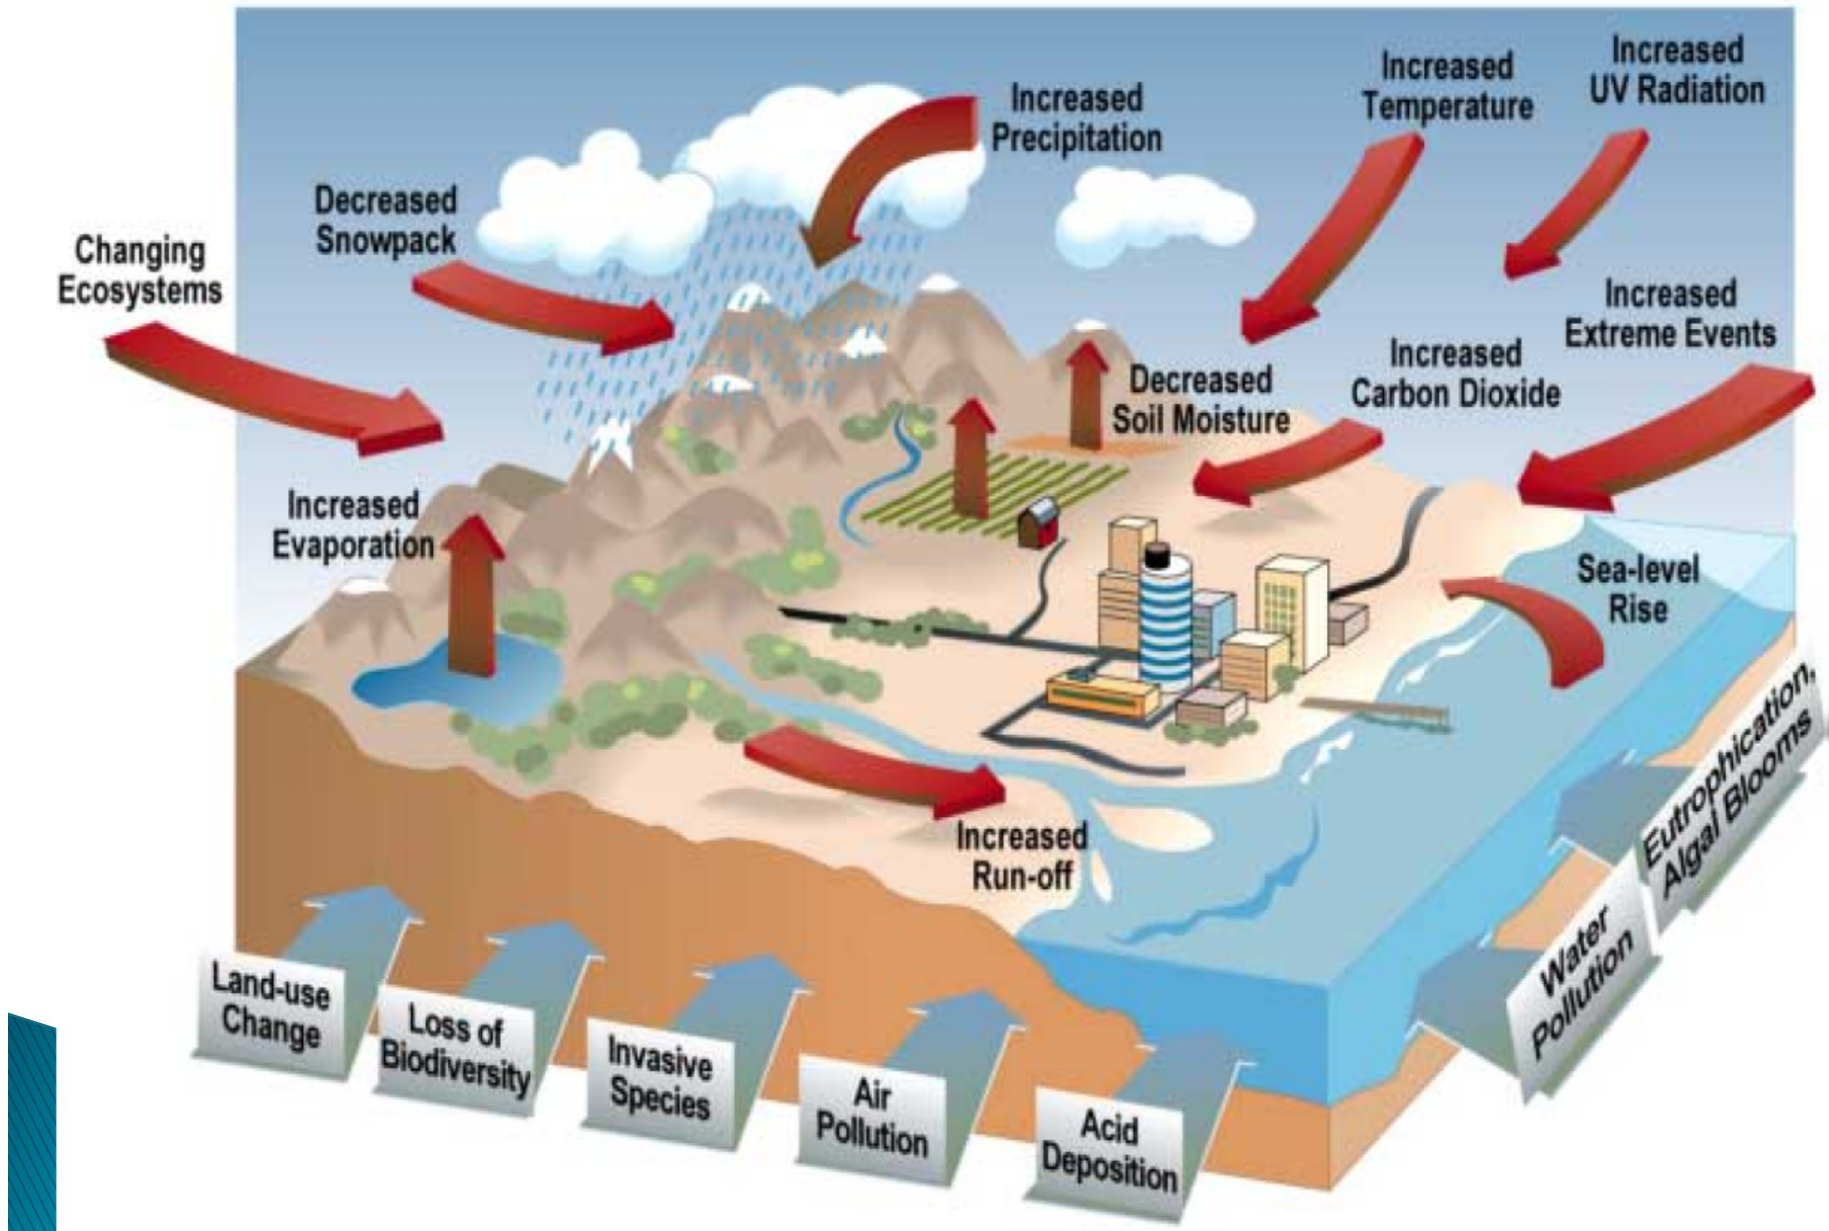 Increased
UV Radiation
Increased
Temperature
Increased
Precipitation
Decreased
Snowpack
Changing
Ecosystems
Increased
Extreme Events
Increased
Carbon Dioxide
Decreased
Soil Moisture
Increased
Evaporation
Sea-level
Rise
Increased
Run-off
Eutrophication,
Algal Blooms
Water
Pollution
Land-use
Change
Loss of
Biodiversity
Invasive
Species
Air
Pollution
Acid
Deposition